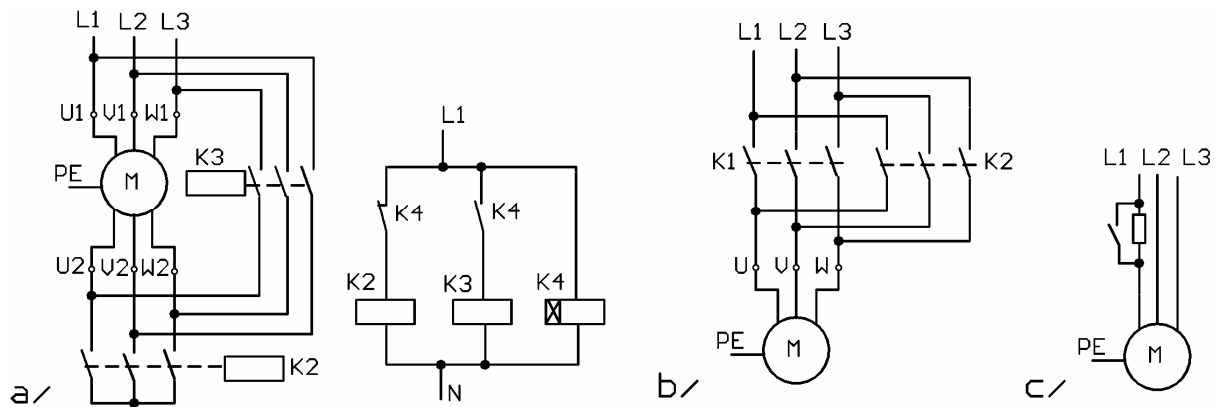 L1 L2 L3
U1 V1 W1
K3
PE
M
U2 V2 W2
K2
a/
L1
K4
K4
K2
K3
K4
N
L1 L2 L3
K1
K2
U V W
PE
M
b/
L1 L2 L3
PE
M
c/